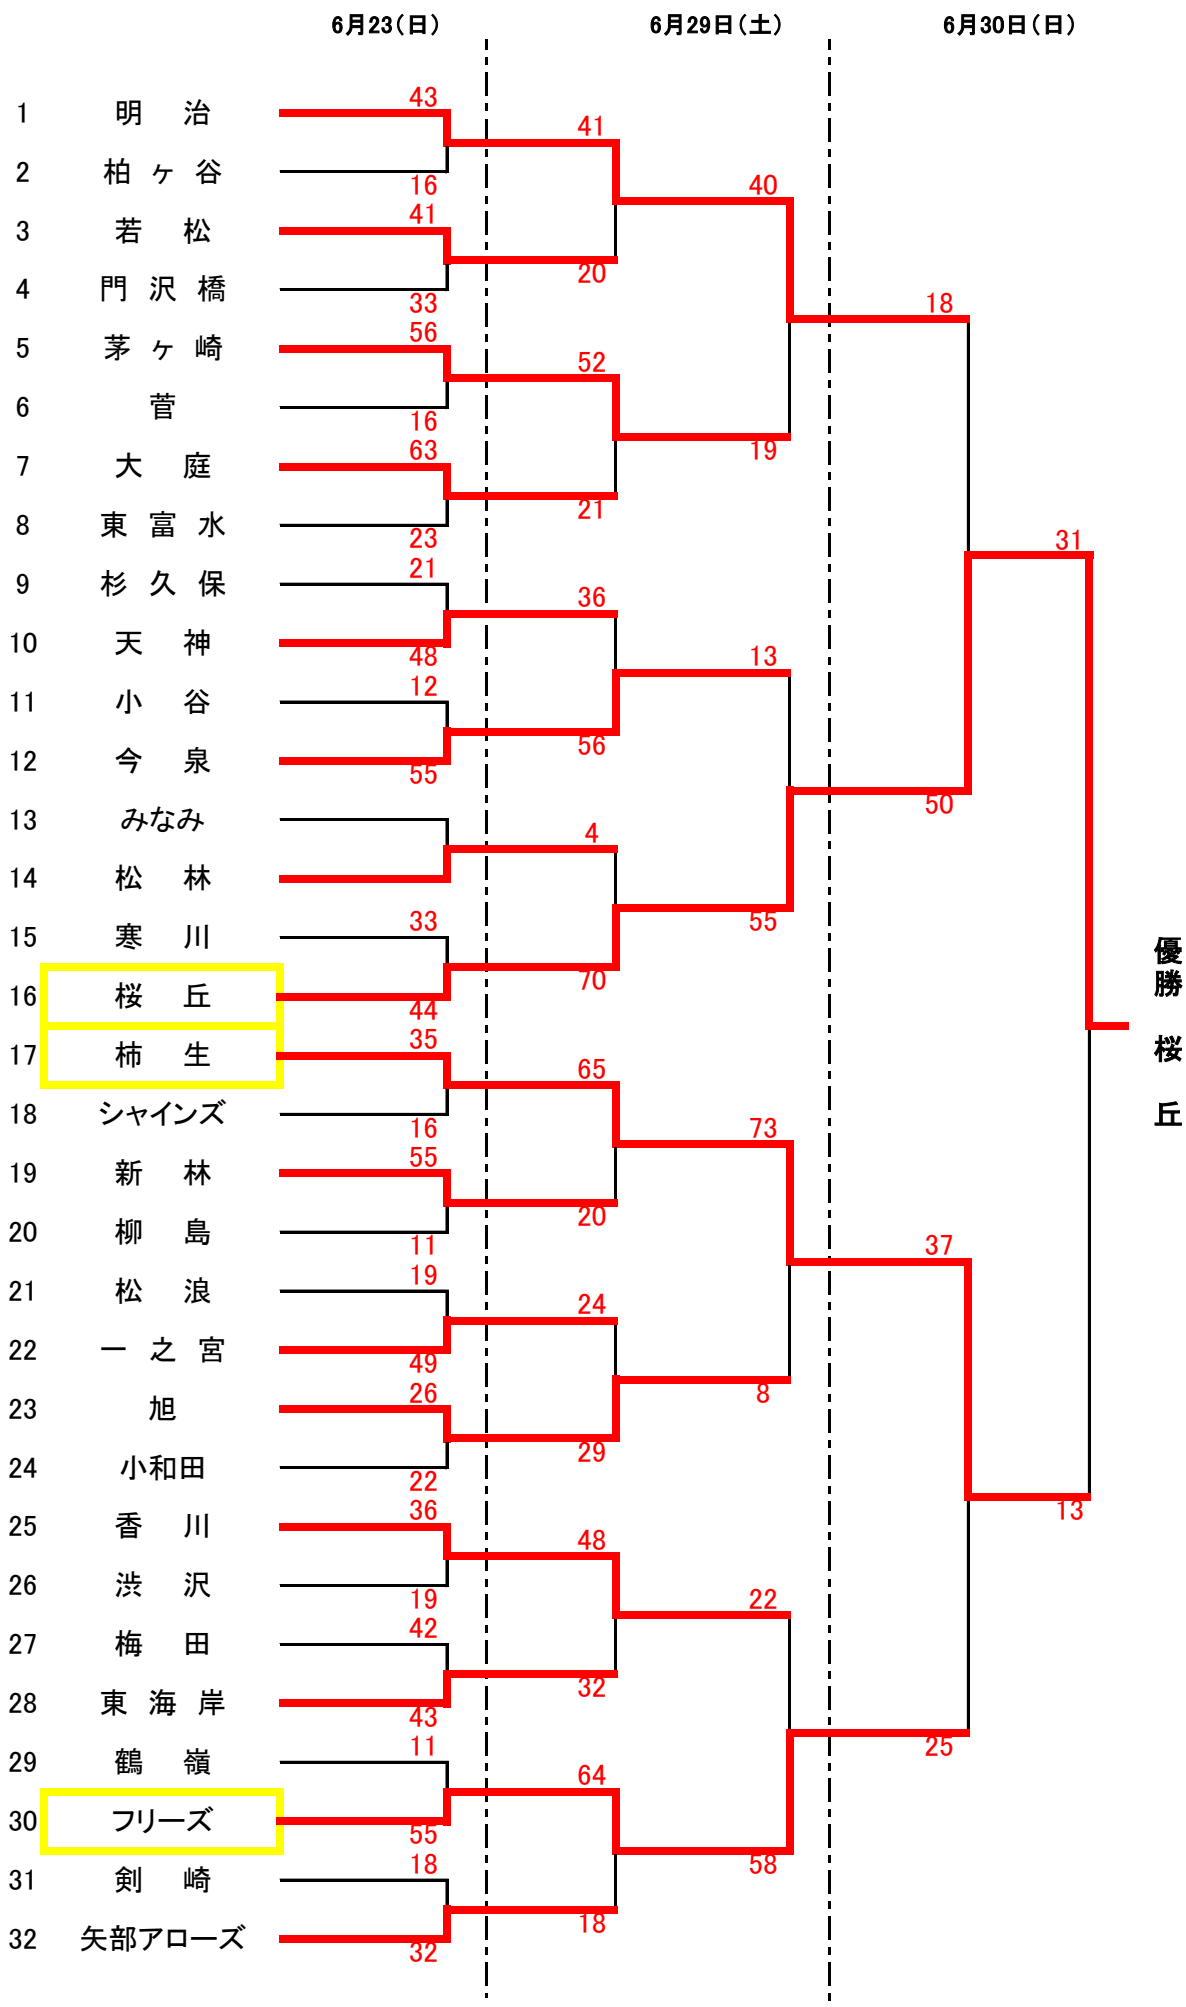 6月23(日) 6月29日(土) 6月30日(日)
43
1 明 治
41
2 柏 ヶ 谷
16
40
41
3 若 松
20
4 門 沢 橋
33
18
56
5 茅 ヶ 崎
52
6 菅
16
19
63
7 大 庭
21
8 東 富 水
23
31
21
9 杉 久 保
36
10 天 神
48
13
12
11 小 谷
56
12 今 泉
55
50
13 みなみ
4
14 松 林
55
33
15 寒 川
70
16 桜 丘
44
優勝 桜 丘
35
17 柿 生
65
18 シャインズ
16
73
55
19 新 林
20
20 柳 島
11
37
19
21 松 浪
24
22 一 之 宮
49
8
26
23 旭
29
24 小和田
22
13
36
25 香 川
48
26 渋 沢
19
22
42
27 梅 田
32
28 東 海 岸
43
25
11
29 鶴 嶺
64
30 フリーズ
55
58
18
31 剣 崎
18
32 矢部アローズ
32